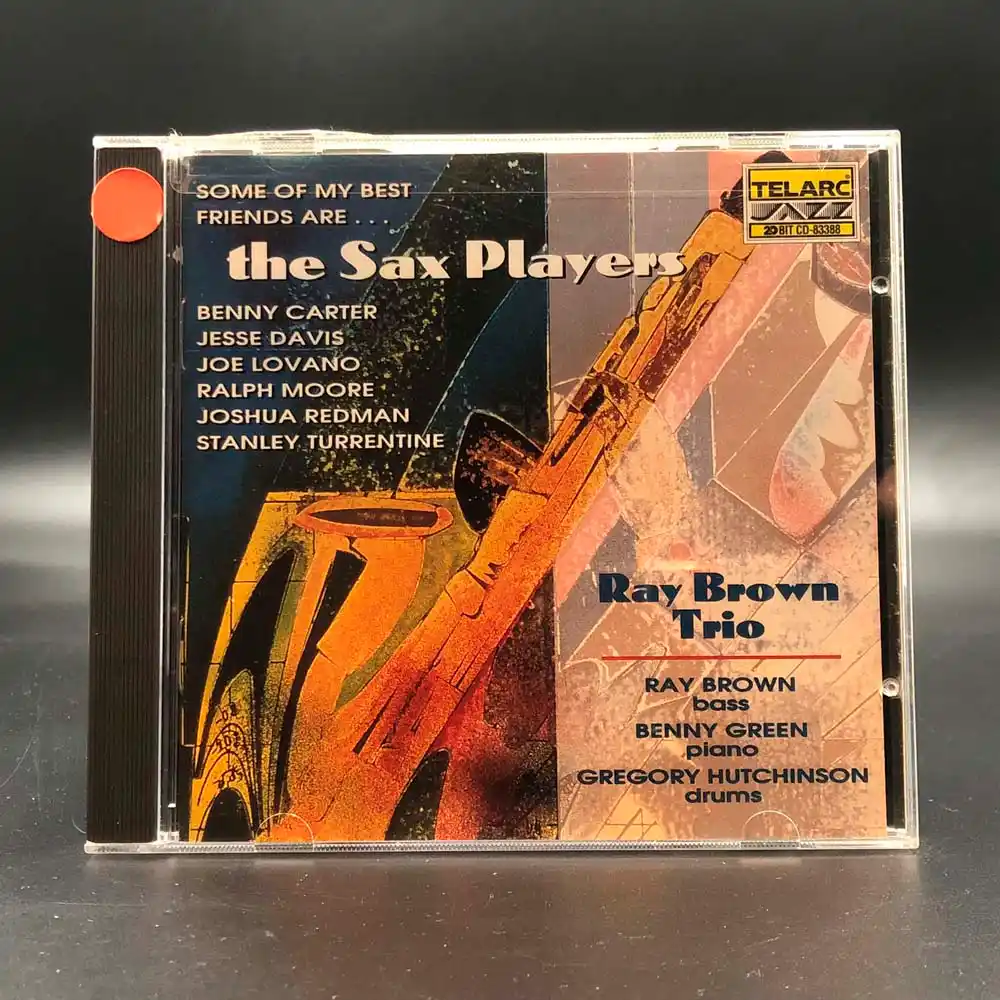 SOME OF MY BEST
FRIENDS ARE . . .
the Sax Players
BENNY CARTER
JESSE DAVIS
JOE LOVANO
RALPH MOORE
JOSHUA REDMAN
STANLEY TURRENTINE
TELARC
JAZZ
20 BIT CD-83388
Ray Brown
Trio
RAY BROWN
bass
BENNY GREEN
piano
GREGORY HUTCHINSON
drums